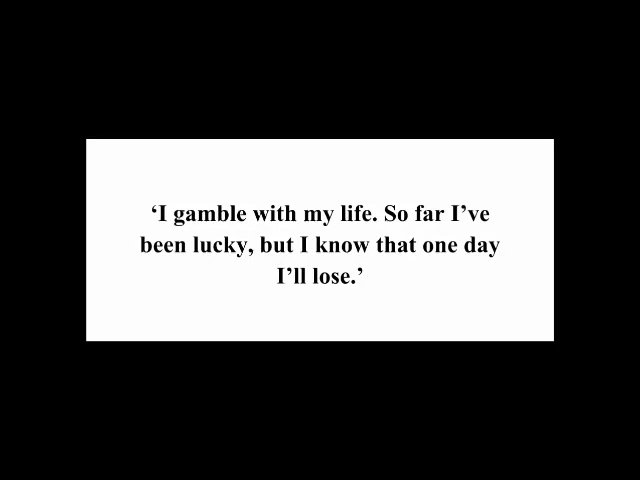 ‘I gamble with my life. So far I’ve
been lucky, but I know that one day
I’ll lose.’